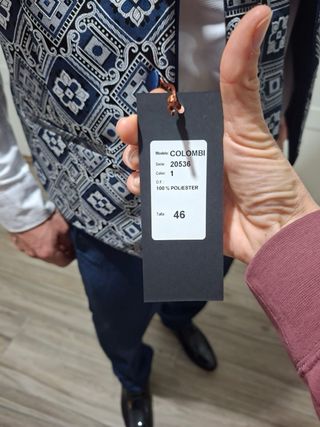 Modelo: COLOMBI
Serie: 20536
Color: 1
O.T.:
100 % POLIESTER
Talla 46